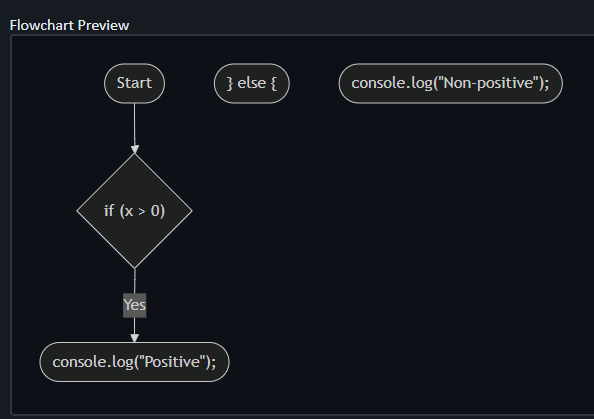 Flowchart Preview
Start
} else {
console.log("Non-positive");
if (x > 0)
Yes
console.log("Positive");